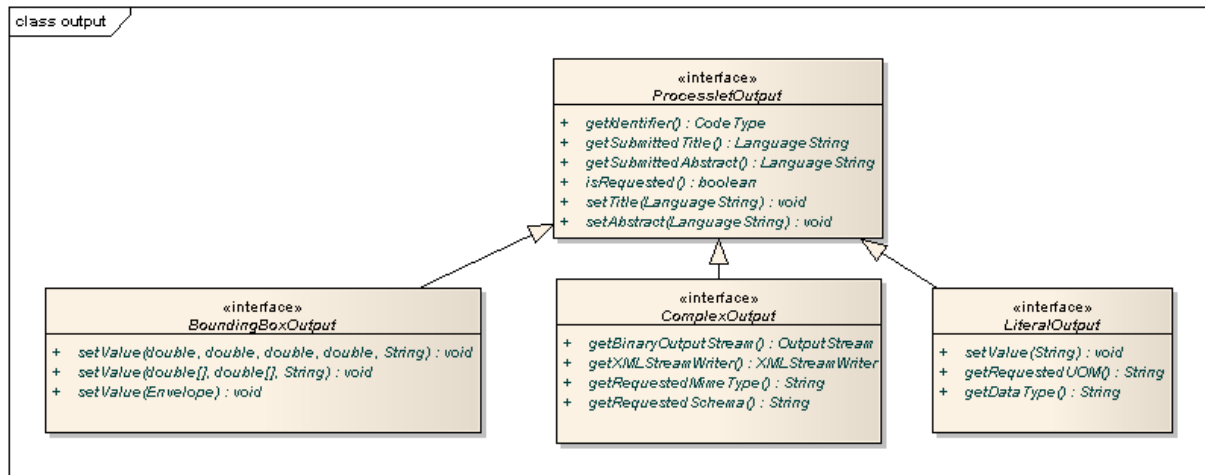 class output
«interface»
ProcessletOutput
+ getIdentifier() : CodeType
+ getSubmittedTitle() : LanguageString
+ getSubmittedAbstract() : LanguageString
+ isRequested() : boolean
+ setTitle(LanguageString) : void
+ setAbstract(LanguageString) : void
«interface»
BoundingBoxOutput
+ setValue(double, double, double, double, String) : void
+ setValue(double[], double[], String) : void
+ setValue(Envelope) : void
«interface»
ComplexOutput
+ getBinaryOutputStream() : OutputStream
+ getXMLStreamWriter() : XMLStreamWriter
+ getRequestedMimeType() : String
+ getRequestedSchema() : String
«interface»
LiteralOutput
+ setValue(String) : void
+ getRequestedUOM() : String
+ getDataType() : String